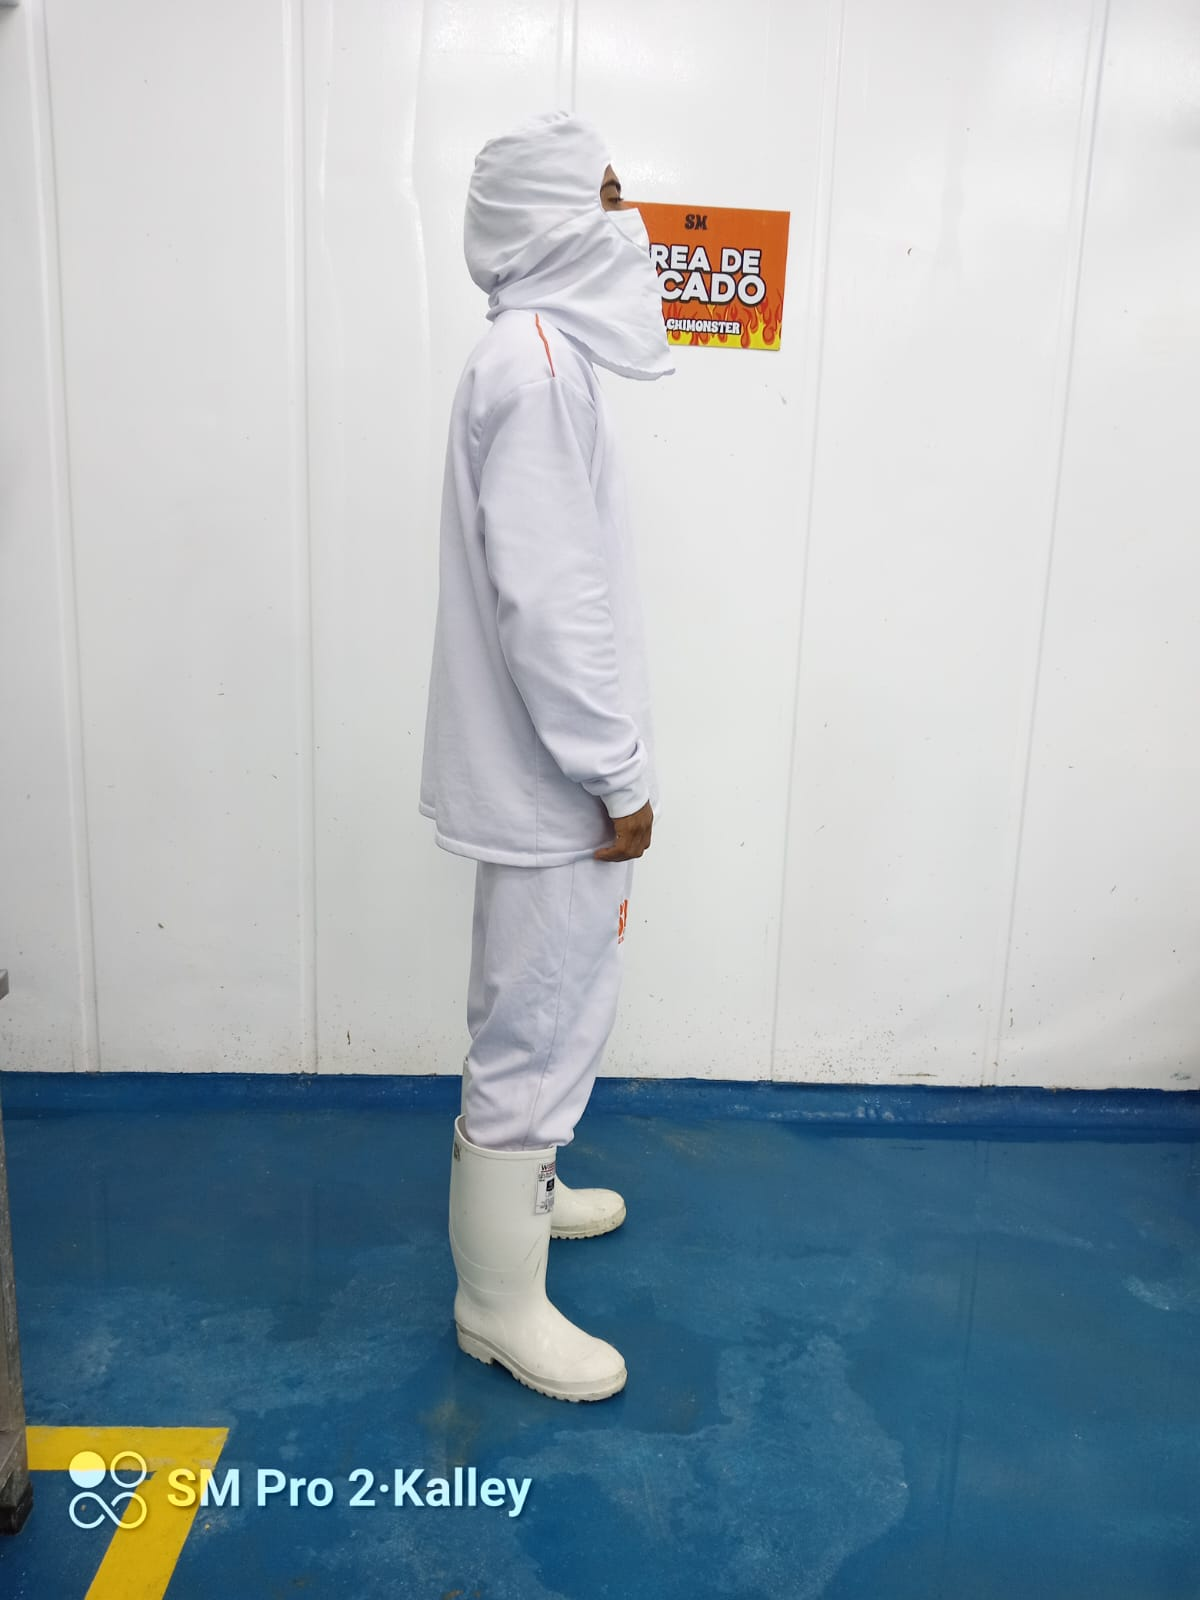 SM
REA DE
CADO
CHIMONSTER
SM Pro 2·Kalley